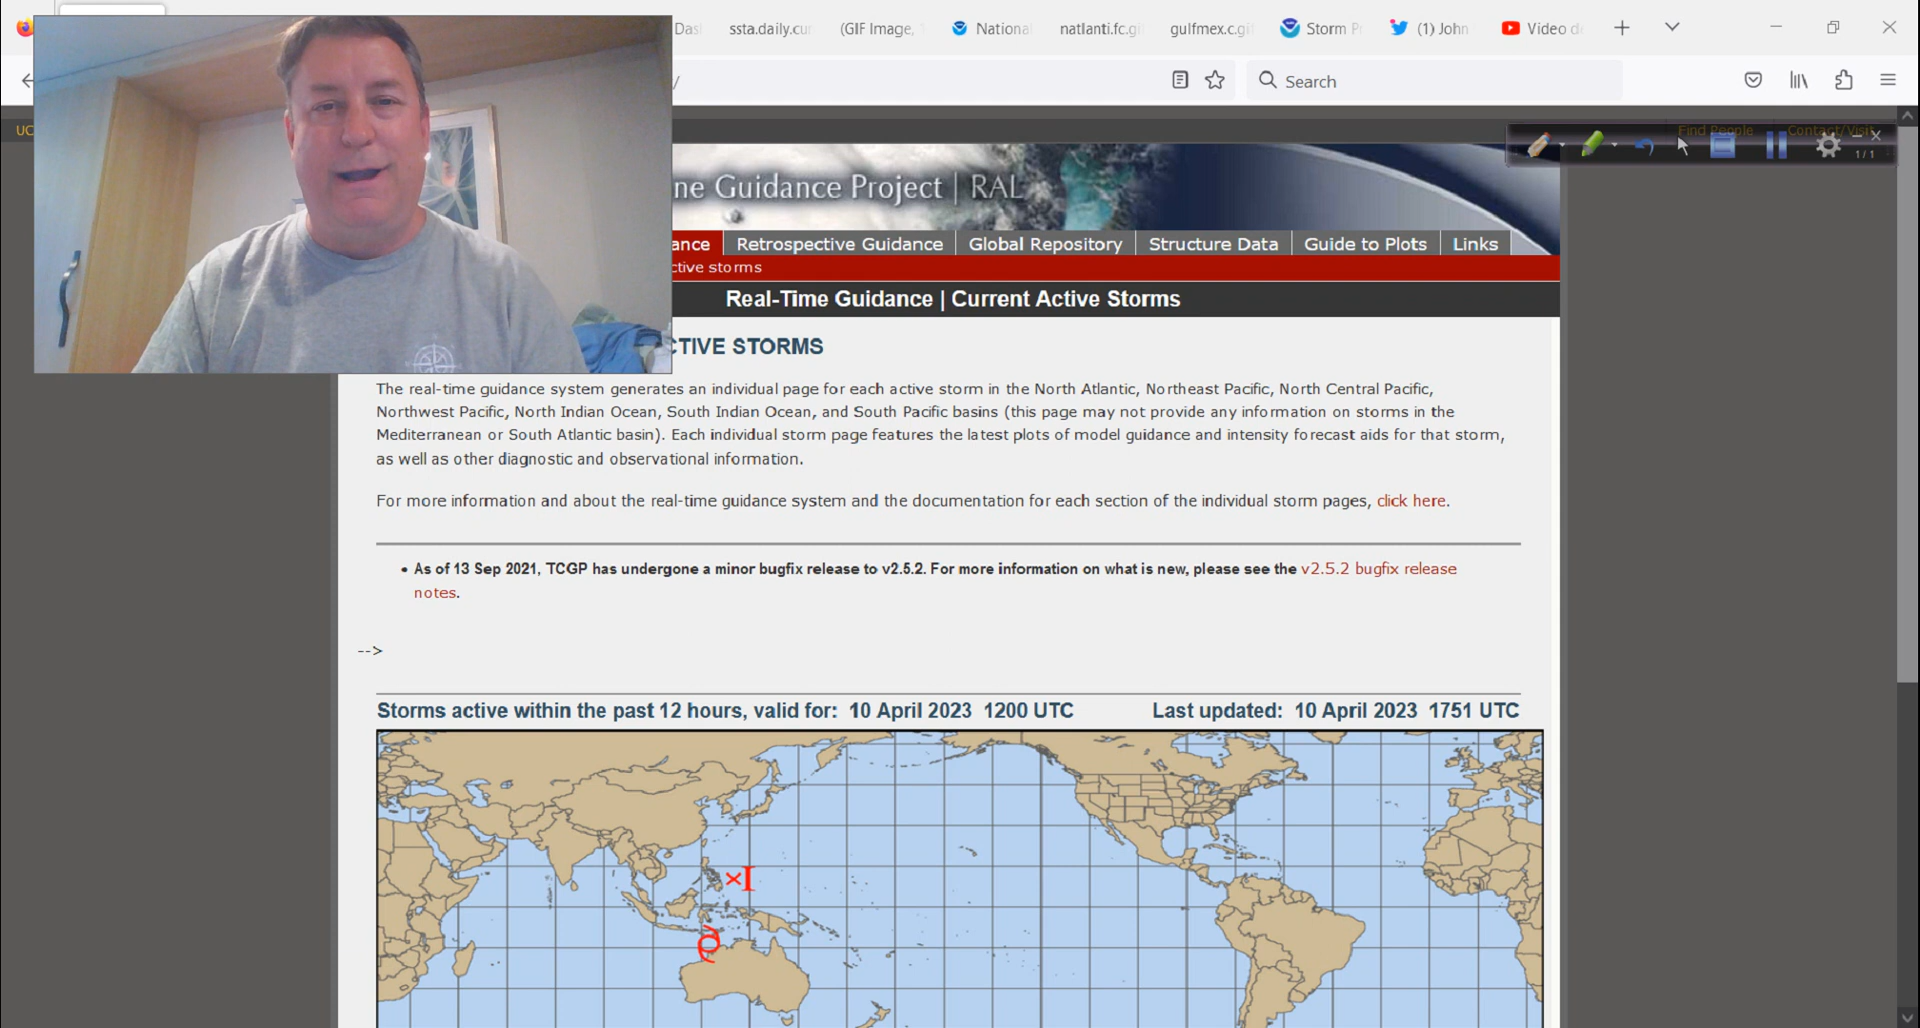 Das
ssta.daily.cur
(GIF Image,
Nationa
natlanti.fc.gi
gulfmex.c.gi
Storm Pr
(1) John
Video d
/
Search
UC
Find People
Contact/Visit
1/1
ne Guidance Project | RAL
ance
Retrospective Guidance
Global Repository
Structure Data
Guide to Plots
Links
ctive storms
Real-Time Guidance | Current Active Storms
CTIVE STORMS
The real-time guidance system generates an individual page for each active storm in the North Atlantic, Northeast Pacific, North Central Pacific,
Northwest Pacific, North Indian Ocean, South Indian Ocean, and South Pacific basins (this page may not provide any information on storms in the
Mediterranean or South Atlantic basin). Each individual storm page features the latest plots of model guidance and intensity forecast aids for that storm,
as well as other diagnostic and observational information.
For more information and about the real-time guidance system and the documentation for each section of the individual storm pages, click here.
• As of 13 Sep 2021, TCGP has undergone a minor bugfix release to v2.5.2. For more information on what is new, please see the v2.5.2 bugfix release
notes.
-->
Storms active within the past 12 hours, valid for: 10 April 2023 1200 UTC
Last updated: 10 April 2023 1751 UTC
×I